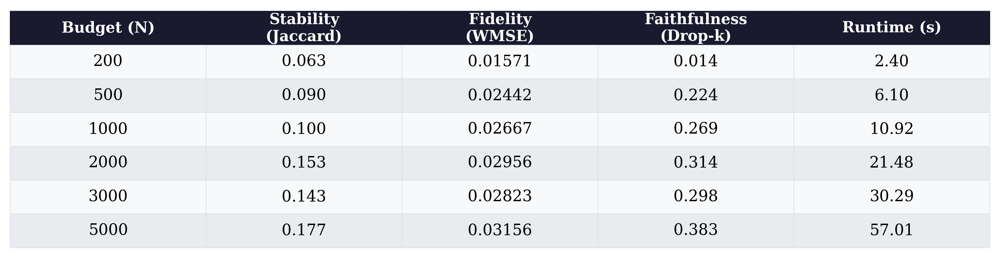 Budget (N) Stability (Jaccard) Fidelity (WMSE) Faithfulness (Drop-k) Runtime (s)
200 0.063 0.01571 0.014 2.40
500 0.090 0.02442 0.224 6.10
1000 0.100 0.02667 0.269 10.92
2000 0.153 0.02956 0.314 21.48
3000 0.143 0.02823 0.298 30.29
5000 0.177 0.03156 0.383 57.01